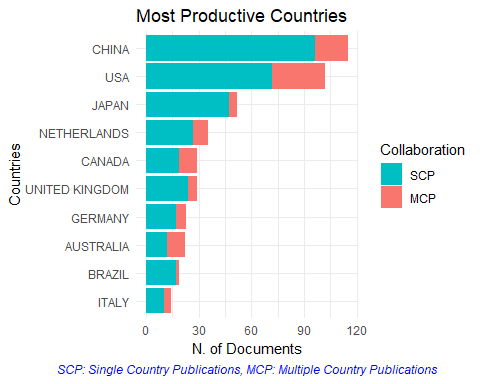 Most Productive Countries
CHINA
USA
JAPAN
NETHERLANDS
CANADA
UNITED KINGDOM
GERMANY
AUSTRALIA
BRAZIL
ITALY
Countries
0 30 60 90 120
N. of Documents
Collaboration
SCP
MCP
SCP: Single Country Publications, MCP: Multiple Country Publications